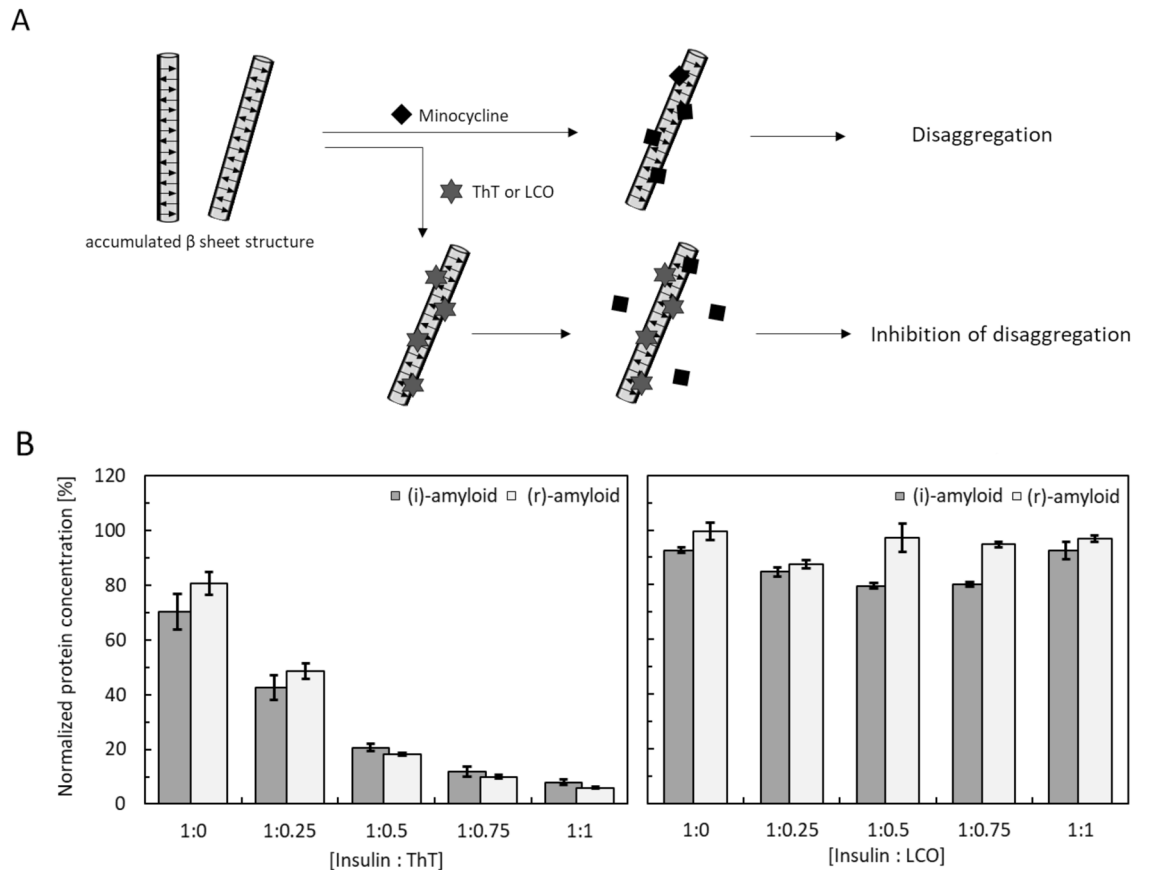 A
Minocycline
Disaggregation
ThT or LCO
accumulated β sheet structure
Inhibition of disaggregation
B
Normalized protein concentration [%]
120
100
80
60
40
20
0
(i)-amyloid (r)-amyloid
1:0 1:0.25 1:0.5 1:0.75 1:1
[Insulin : ThT]
(i)-amyloid (r)-amyloid
1:0 1:0.25 1:0.5 1:0.75 1:1
[Insulin : LCO]